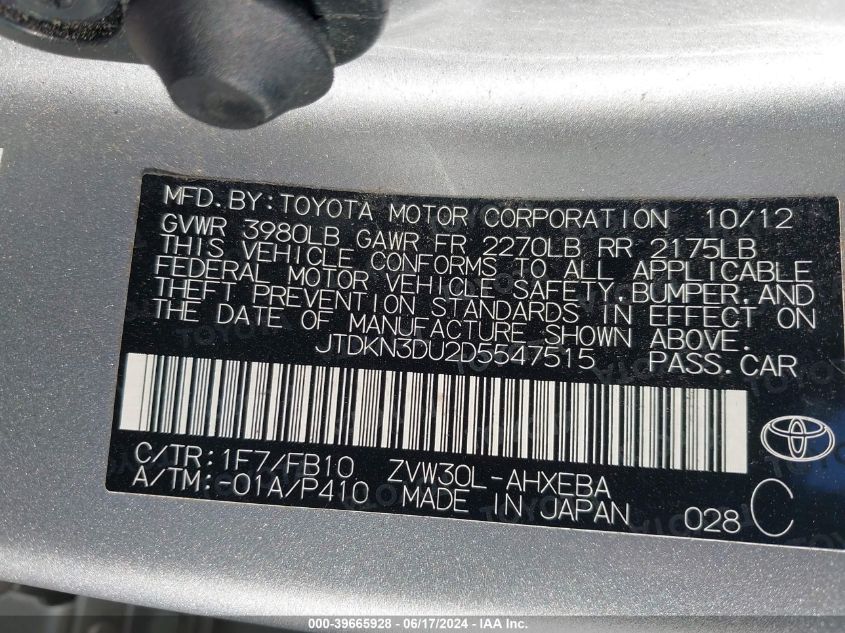 MFD. BY: TOYOTA MOTOR CORPORATION 10/12
GVWR 3980LB GAWR FR 2270LB RR 2175LB
THIS VEHICLE CONFORMS TO ALL APPLICABLE
FEDERAL MOTOR VEHICLE SAFETY, BUMPER, AND
THEFT PREVENTION STANDARDS IN EFFECT ON
THE DATE OF MANUFACTURE SHOWN ABOVE.
JTDKN3DU2D5547515 PASS. CAR
C/TR: 1F7/FB10 ZVW30L-AHXEBA
A/TM: -01A/P410 MADE IN JAPAN 028 C
000-39665928 - 06/17/2024 - IAA, Inc.